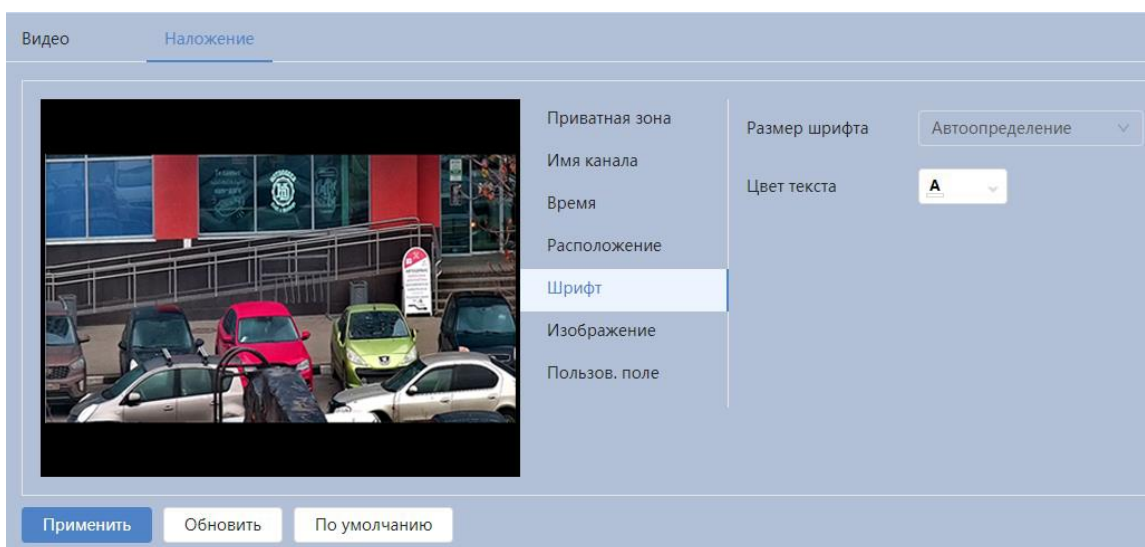 Видео
Наложение
Приватная зона
Имя канала
Время
Расположение
Шрифт
Изображение
Пользов. поле
Размер шрифта
Автоопределение
Цвет текста
A
Применить
Обновить
По умолчанию